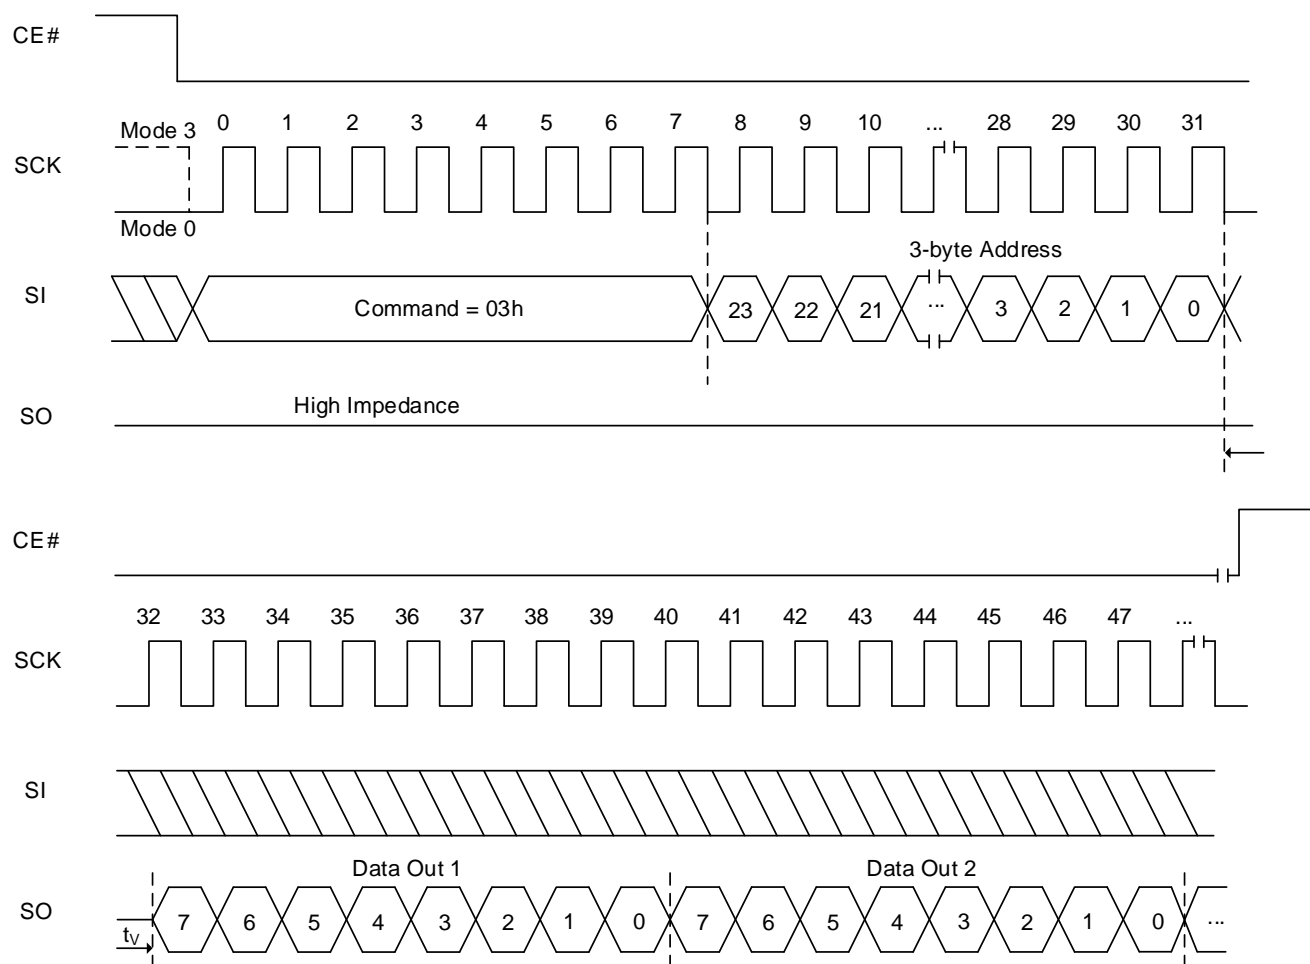 CE#
Mode 3 0 1 2 3 4 5 6 7 8 9 10 ... 28 29 30 31
SCK
Mode 0
3-byte Address
SI Command = 03h 23 22 21 ... 3 2 1 0
SO High Impedance
CE#
32 33 34 35 36 37 38 39 40 41 42 43 44 45 46 47 ...
SCK
SI
Data Out 1 Data Out 2
SO 7 6 5 4 3 2 1 0 7 6 5 4 3 2 1 0 ...
tV